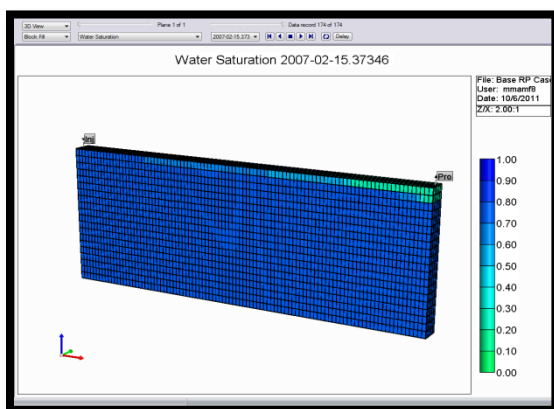 3D View Plane 1 of 1 Data record 174 of 174
Block Fill Water Saturation 2007-02-15.373 Delay
Water Saturation 2007-02-15.37346
File: Base RP Cas
User: mmamf8
Date: 10/6/2011
Z/X: 2.00:1
Inj
Pro
1.00
0.90
0.80
0.70
0.60
0.50
0.40
0.30
0.20
0.10
0.00